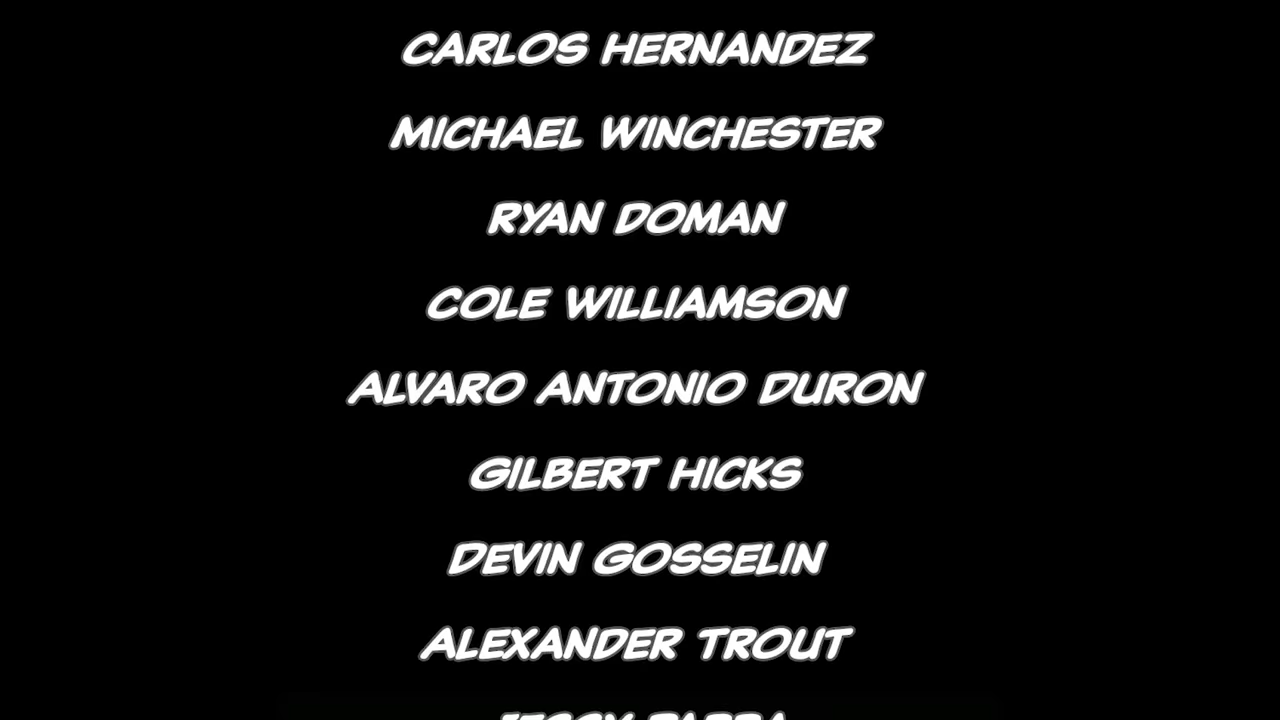 CARLOS HERNANDEZ
MICHAEL WINCHESTER
RYAN DOMAN
COLE WILLIAMSON
ALVARO ANTONIO DURON
GILBERT HICKS
DEVIN GOSSELIN
ALEXANDER TROUT